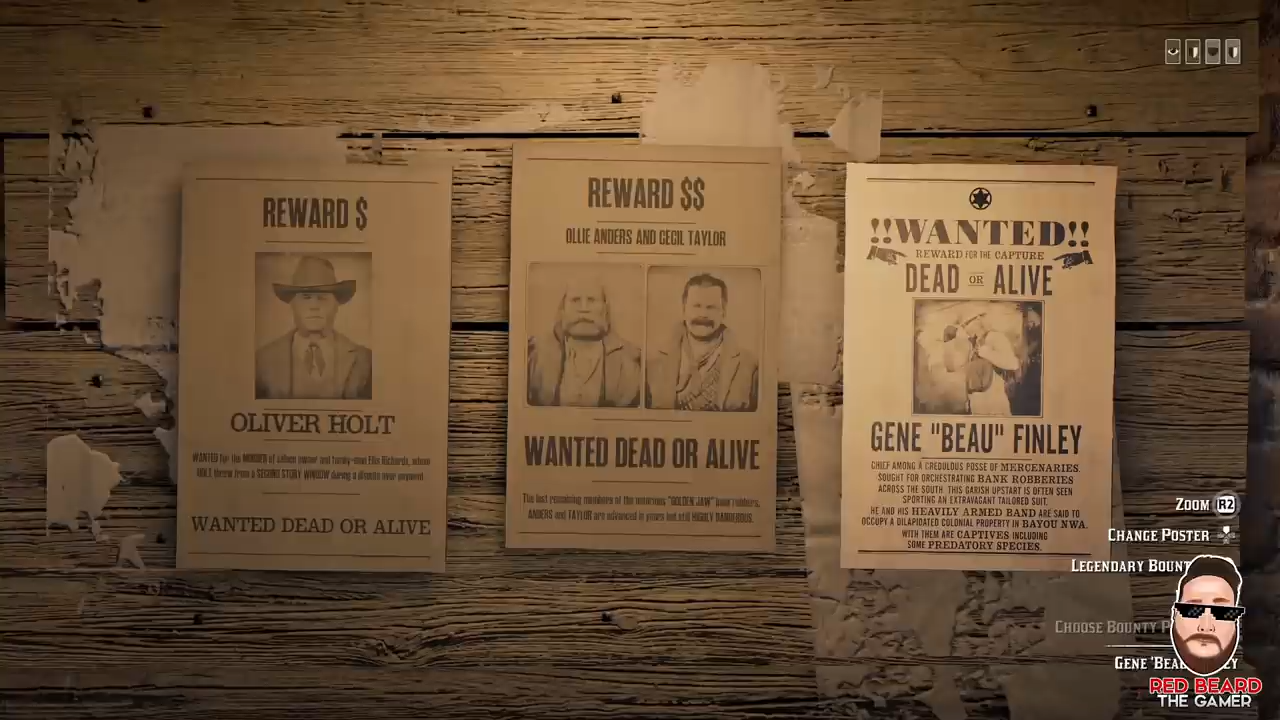 REWARD $
OLIVER HOLT
WANTED for the MURDER of saloon owner and family-man Ellis Richards, whom
HOLT threw from a SECOND STORY WINDOW during a dispute over payment.
WANTED DEAD OR ALIVE
REWARD $$
OLLIE ANDERS AND CECIL TAYLOR
WANTED DEAD OR ALIVE
The last remaining members of the notorious "GOLDEN JAW" robbers,
ANDERS and TAYLOR are advanced in years but still HIGHLY DANGEROUS.
!!WANTED!!
REWARD FOR THE CAPTURE
DEAD OR ALIVE
GENE "BEAU" FINLEY
CHIEF AMONG A CREDULOUS POSSE OF MERCENARIES.
SOUGHT FOR ORCHESTRATING BANK ROBBERIES
ACROSS THE SOUTH. THIS GARISH UPSTART IS OFTEN SEEN
SPORTING AN EXTRAVAGANT TAILORED SUIT.
HE AND HIS HEAVILY ARMED BAND ARE SAID TO
OCCUPY A DILAPIDATED COLONIAL PROPERTY IN BAYOU NWA.
WITH THEM ARE CAPTIVES INCLUDING
SOME PREDATORY SPECIES.
ZOOM R2
CHANGE POSTER
LEGENDARY BOUNT
CHOOSE BOUNTY P
GENE 'BEAU
RED BEARD
THE GAMER